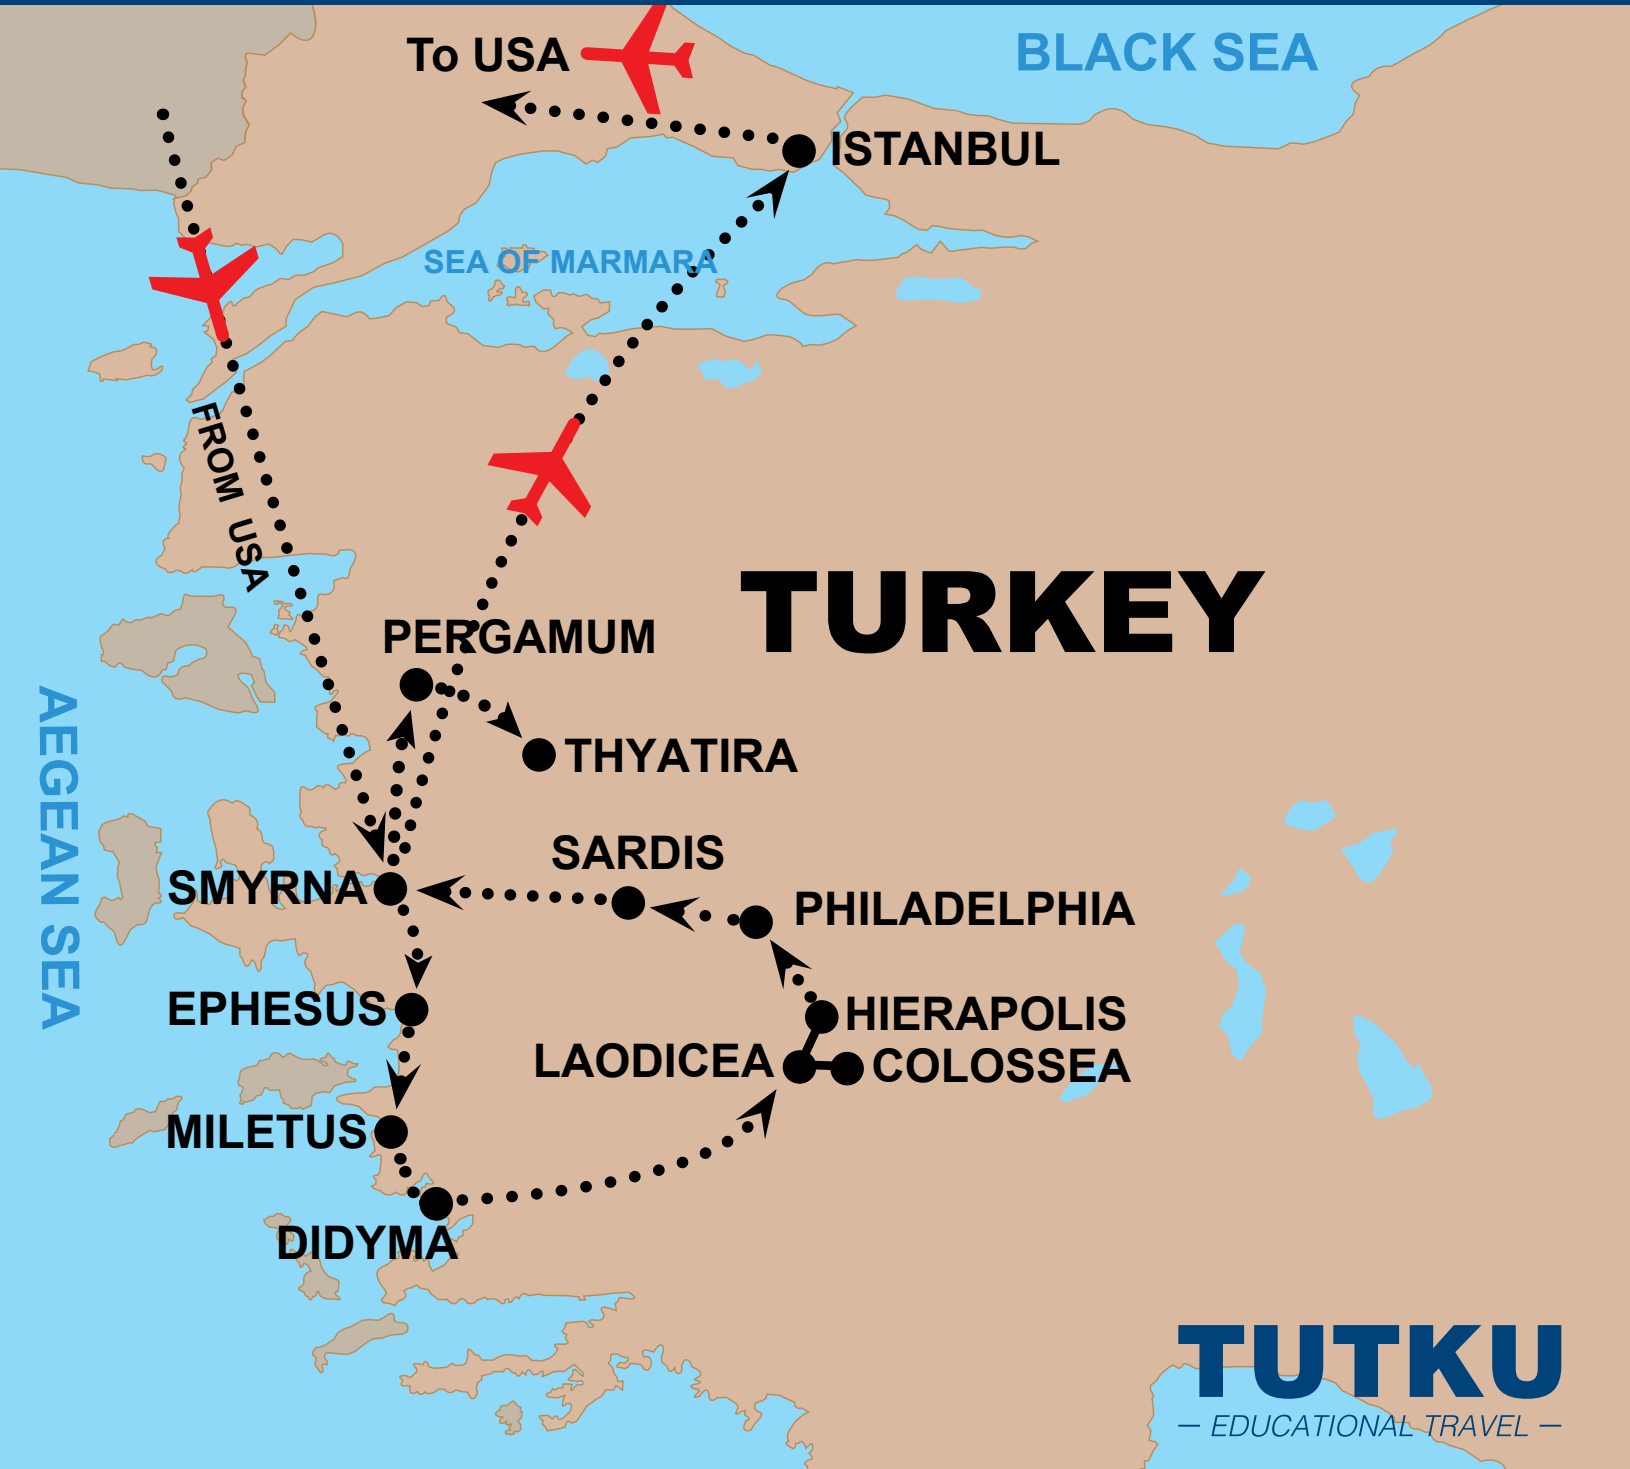 To USA
BLACK SEA
ISTANBUL
SEA OF MARMARA
FROM USA
TURKEY
PERGAMUM
THYATIRA
AEGEAN SEA
SARDIS
SMYRNA
PHILADELPHIA
EPHESUS
HIERAPOLIS
LAODICEA
COLOSSEA
MILETUS
DIDYMA
TUTKU
— EDUCATIONAL TRAVEL —